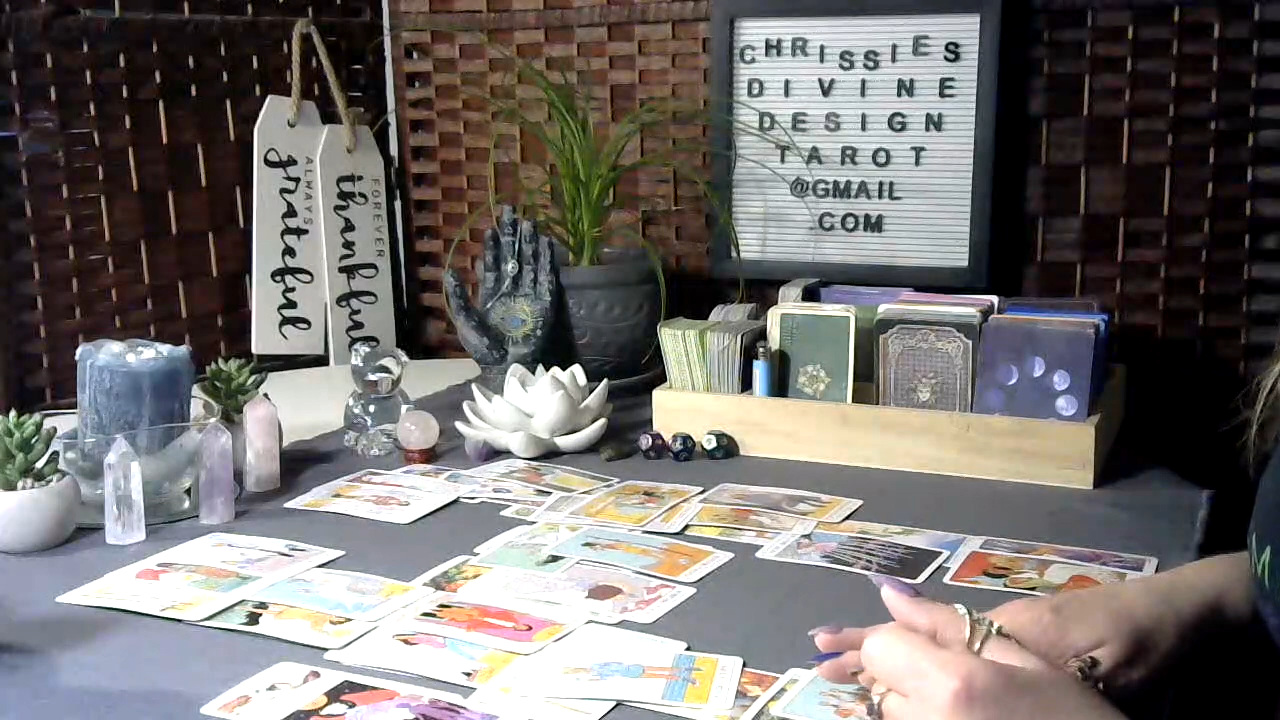 ALWAYS
grateful
FOREVER
thankful
CHRISSIES
DIVINE
DESIGN
TAROT
@GMAIL
.COM
M